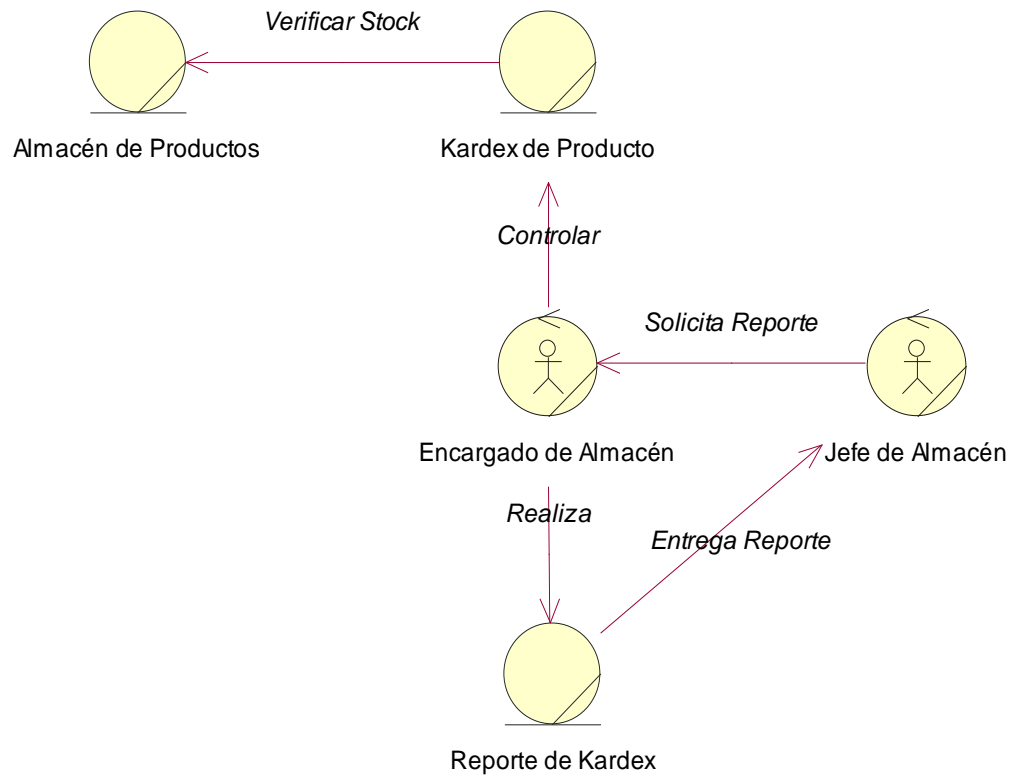 Verificar Stock
Almacén de Productos
Kardex de Producto
Controlar
Solicita Reporte
Encargado de Almacén
Jefe de Almacén
Realiza
Entrega Reporte
Reporte de Kardex